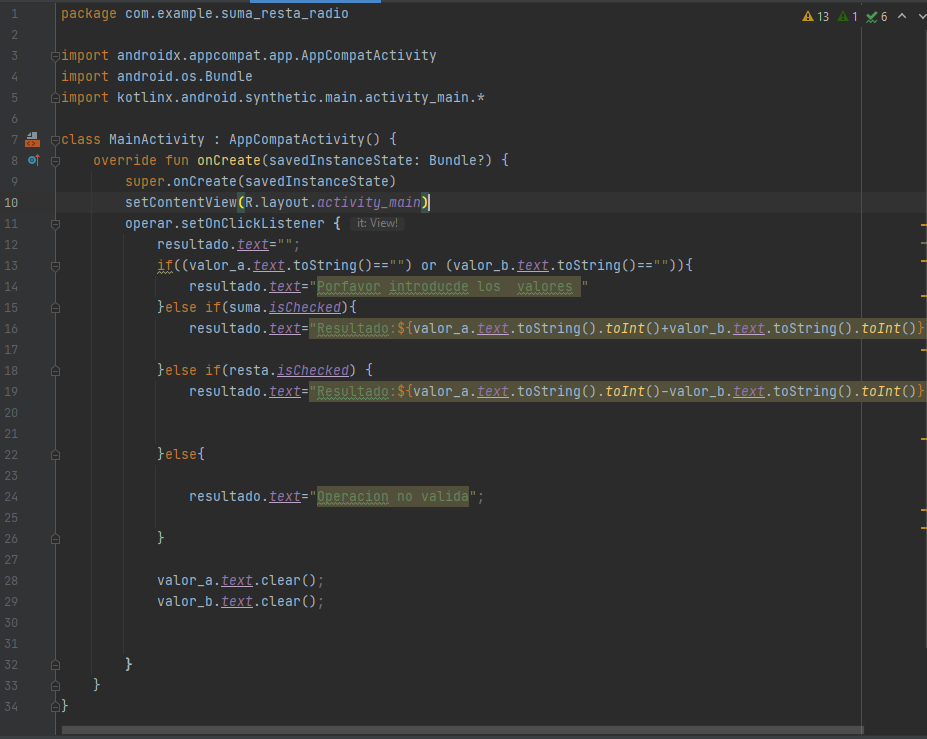 1 package com.example.suma_resta_radio
13 1 6
2
3 import androidx.appcompat.app.AppCompatActivity
4 import android.os.Bundle
5 import kotlinx.android.synthetic.main.activity_main.*
6
7 class MainActivity : AppCompatActivity() {
8 override fun onCreate(savedInstanceState: Bundle?) {
9 super.onCreate(savedInstanceState)
10 setContentView(R.layout.activity_main)
11 operar.setOnClickListener { it: View!
12 resultado.text="";
13 if((valor_a.text.toString()=="") or (valor_b.text.toString()=="")){
14 resultado.text="Porfavor introducde los  valores "
15 }else if(suma.isChecked){
16 resultado.text="Resultado:${valor_a.text.toString().toInt()+valor_b.text.toString().toInt()}
17
18 }else if(resta.isChecked) {
19 resultado.text="Resultado:${valor_a.text.toString().toInt()-valor_b.text.toString().toInt()}
20
21
22 }else{
23
24 resultado.text="Operacion no valida";
25
26 }
27
28 valor_a.text.clear();
29 valor_b.text.clear();
30
31
32 }
33 }
34 }